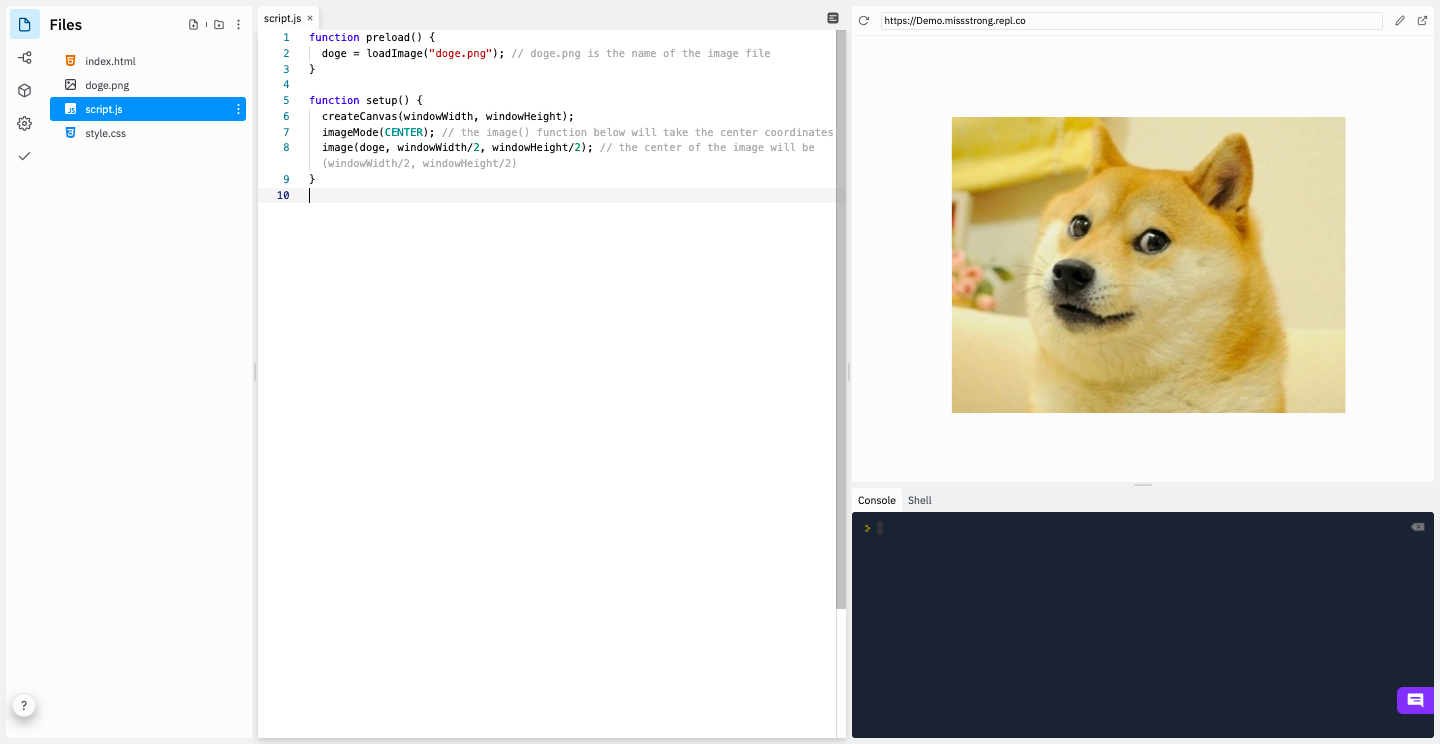 Files
index.html
doge.png
script.js
style.css
?
script.js ×
1 function preload() {
2 doge = loadImage("doge.png"); // doge.png is the name of the image file
3 }
4
5 function setup() {
6 createCanvas(windowWidth, windowHeight);
7 imageMode(CENTER); // the image() function below will take the center coordinates
8 image(doge, windowWidth/2, windowHeight/2); // the center of the image will be
(windowWidth/2, windowHeight/2)
9 }
10
https://Demo.missstrong.repl.co
Console Shell
>